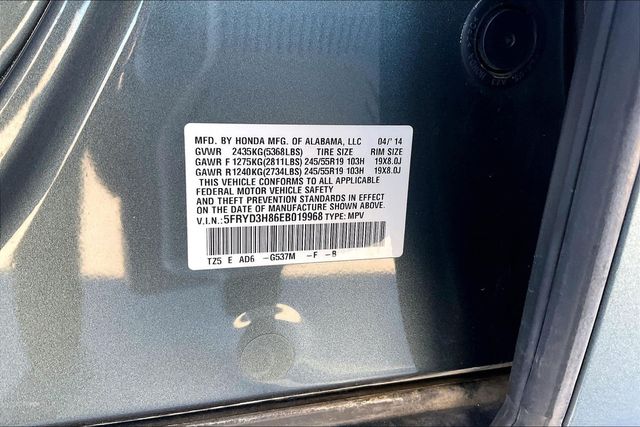 MFD. BY HONDA MFG. OF ALABAMA, LLC 04/'14
GVWR 2435KG(5368LBS) TIRE SIZE RIM SIZE
GAWR F 1275KG(2811LBS) 245/55R19 103H 19X8.0J
GAWR R 1240KG(2734LBS) 245/55R19 103H 19X8.0J
THIS VEHICLE CONFORMS TO ALL APPLICABLE
FEDERAL MOTOR VEHICLE SAFETY
AND THEFT PREVENTION STANDARDS IN EFFECT
ON THE DATE OF MANUFACTURE SHOWN ABOVE.
V.I.N.: 5FRYD3H86EB019968 TYPE: MPV
TZ5 E AD6 -G537M -F -B